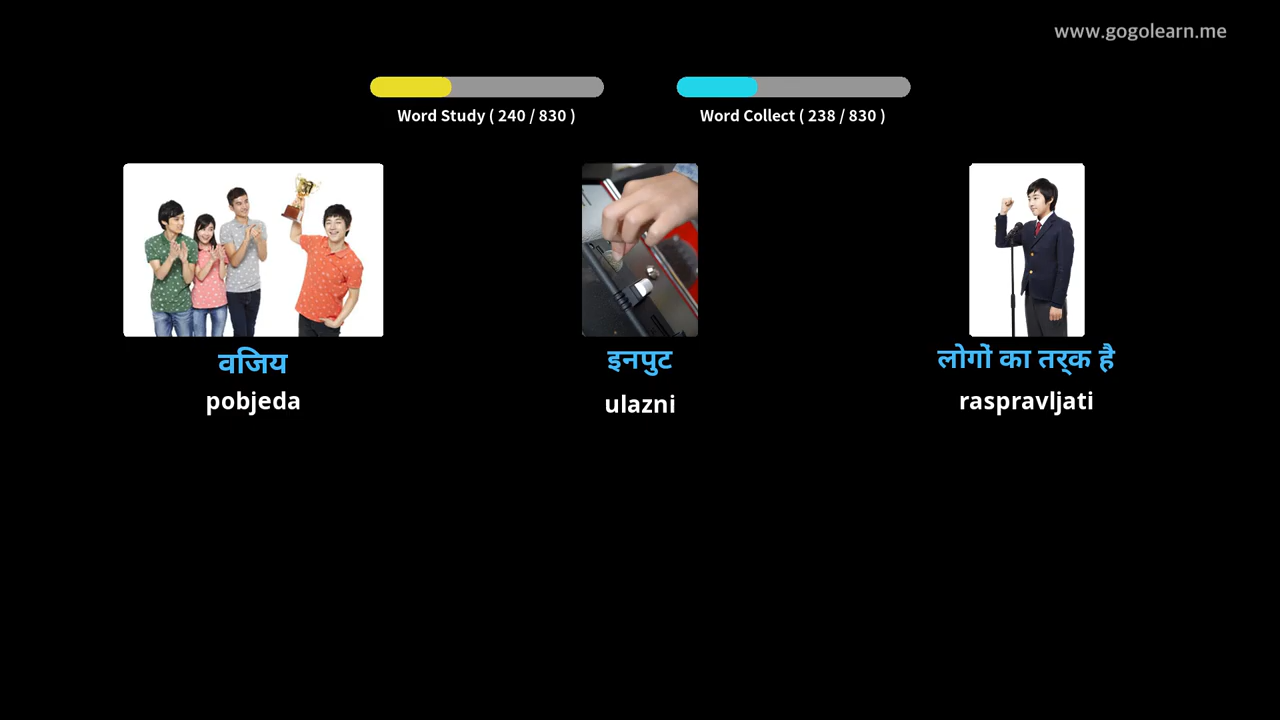 www.gogolearn.me
Word Study ( 240 / 830 )
Word Collect ( 238 / 830 )
वजिय
इनपुट
लोगों का तर्क है
pobjeda
ulazni
raspravljati